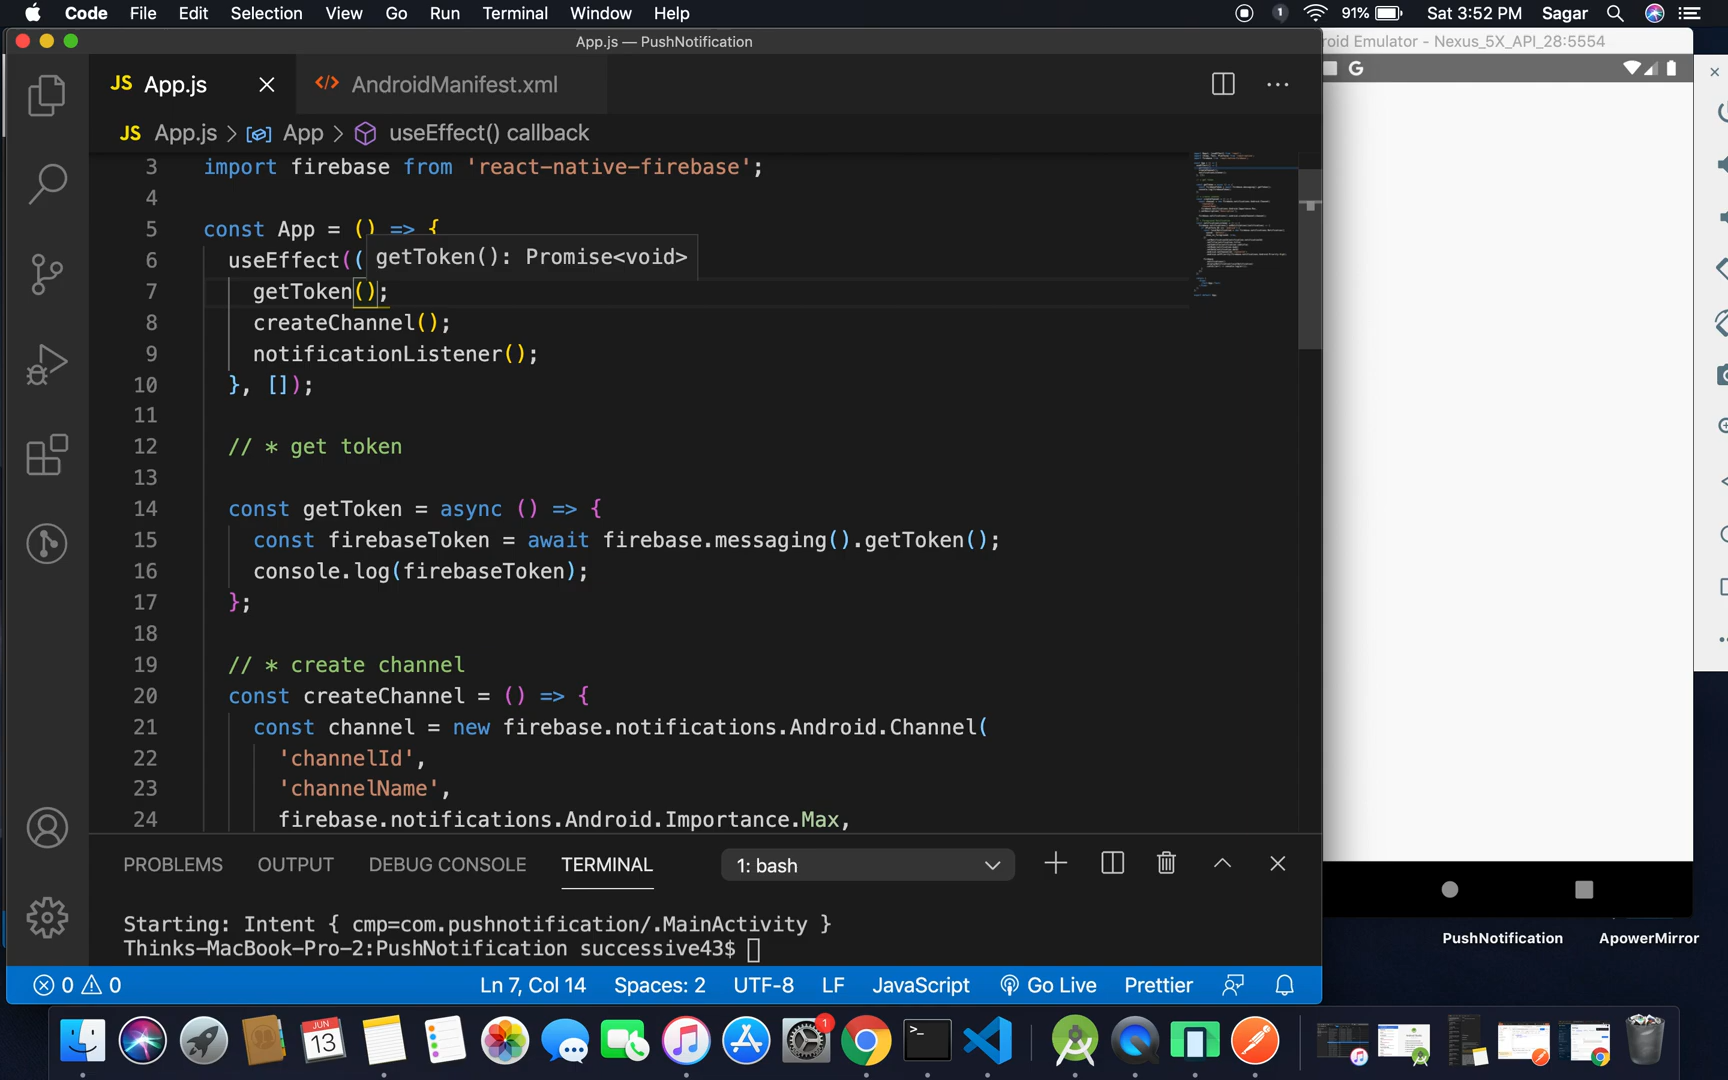 Code File Edit Selection View Go Run Terminal Window Help 1 91% Sat 3:52 PM Sagar
App.js — PushNotification
roid Emulator - Nexus_5X_API_28:5554
JS App.js </> AndroidManifest.xml
JS App.js > App > useEffect() callback
3 import firebase from 'react-native-firebase';
4
5 const App = () => {
6 useEffect((
getToken(): Promise<void>
7 getToken();
8 createChannel();
9 notificationListener();
10 }, []);
11
12 // * get token
13
14 const getToken = async () => {
15 const firebaseToken = await firebase.messaging().getToken();
16 console.log(firebaseToken);
17 };
18
19 // * create channel
20 const createChannel = () => {
21 const channel = new firebase.notifications.Android.Channel(
22 'channelId',
23 'channelName',
24 firebase.notifications.Android.Importance.Max,
PROBLEMS OUTPUT DEBUG CONSOLE TERMINAL 1: bash
Starting: Intent { cmp=com.pushnotification/.MainActivity }
Thinks-MacBook-Pro-2:PushNotification successive43$
PushNotification ApowerMirror
0 0 Ln 7, Col 14 Spaces: 2 UTF-8 LF JavaScript Go Live Prettier
JUN
13
1